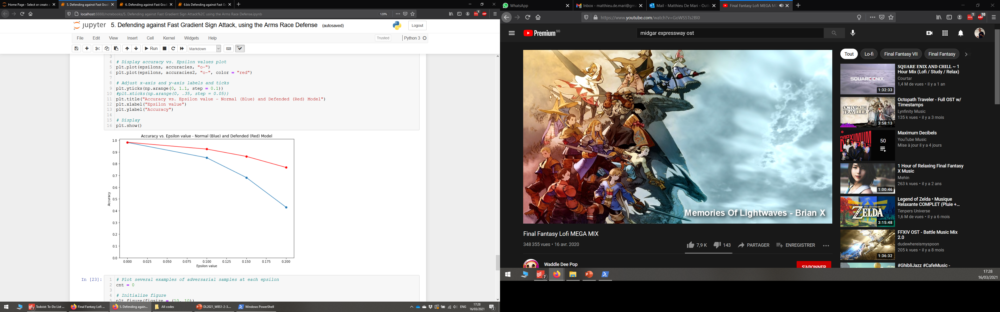 Home Page - Select or create a
5. Defending against Fast Grad
6. Defending against Fast Grad
6.bis Defending against Fast Gr
localhost:8888/notebooks/5. Defending against Fast Gradient Sign Attack%2C using the Arms Race Defense.ipynb
120%
jupyter 5. Defending against Fast Gradient Sign Attack, using the Arms Race Defense (autosaved)
Logout
File Edit View Insert Cell Kernel Widgets Help
Trusted
Python 3
Run
Markdown
3
4 # Display accuracy vs. Epsilon values plot
5 plt.plot(epsilons, accuracies, "o-")
6 plt.plot(epsilons, accuracies2, "o-", color = "red")
7
8 # Adjust x-axis and y-axis labels and ticks
9 plt.yticks(np.arange(0, 1.1, step = 0.1))
10 #plt.xticks(np.arange(0, .35, step = 0.05))
11 plt.title("Accuracy vs. Epsilon value - Normal (Blue) and Defended (Red) Model")
12 plt.xlabel("Epsilon value")
13 plt.ylabel("Accuracy")
14
15 # Display
16 plt.show()
Accuracy vs. Epsilon value - Normal (Blue) and Defended (Red) Model
1.0
0.9
0.8
0.7
0.6
0.5
0.4
0.3
0.2
0.1
0.0
Accuracy
0.000 0.025 0.050 0.075 0.100 0.125 0.150 0.175 0.200
Epsilon value
In [23]:
1 # Plot several examples of adversarial samples at each epsilon
2 cnt = 0
3
4 # Initialize figure
5 plt.figure(figsize = (10, 10))
7 Todoist: To-Do List ...
Final Fantasy Lofi ...
5. Defending again...
All codes
DL2021_W8S1-2-3....
Windows PowerShell
ENG
17:28
16/03/2021
2
WhatsApp
Inbox - matthieu.de.mari@gma
Mail - Matthieu De Mari - Outl
Final Fantasy Lofi MEGA MIX
https://www.youtube.com/watch?v=GoWS5Ts2Bl0
1
ABP 10
Premium SG
midgar expressway ost
Memories Of Lightwaves - Brian X
Final Fantasy Lofi MEGA MIX
348 355 vues • 16 avr. 2020
7,9 K
143
PARTAGER
ENREGISTRER
Waddle Dee Pop
S'ABONNER
Tout
Lo-fi
Final Fantasy VII
Final Fantasy
SQUARE ENIX
1:32:33
SQUARE ENIX AND CHILL ~ 1
Hour Mix (Lofi / Study / Relax)
Courtar
1,4 M de vues • il y a 1 an
OCTOPATH
TRAVELER
3:58:13
Octopath Traveler - Full OST w/
Timestamps
Lynfinity Music
135 k vues • il y a 3 mois
MAXIMUM
50
Maximum Decibels
YouTube Music
Mise à jour il y a 4 jours
1:00:46
1 Hour of Relaxing Final Fantasy
X Music
Mehin
263 k vues • il y a 2 ans
THE LEGEND OF
ZELDA
3:15:48
Legend of Zelda • Musique
Relaxante COMPLET (Pluie +...
Tenpers Universe
1,6 M de vues • il y a 6 mois
1:36:32
FFXIV OST - Battle Music Mix
2.0
dudewhereismyspoon
205 k vues • il y a 8 mois
#GhibliJazz #CafeMusic -
7
17:28
16/03/2021